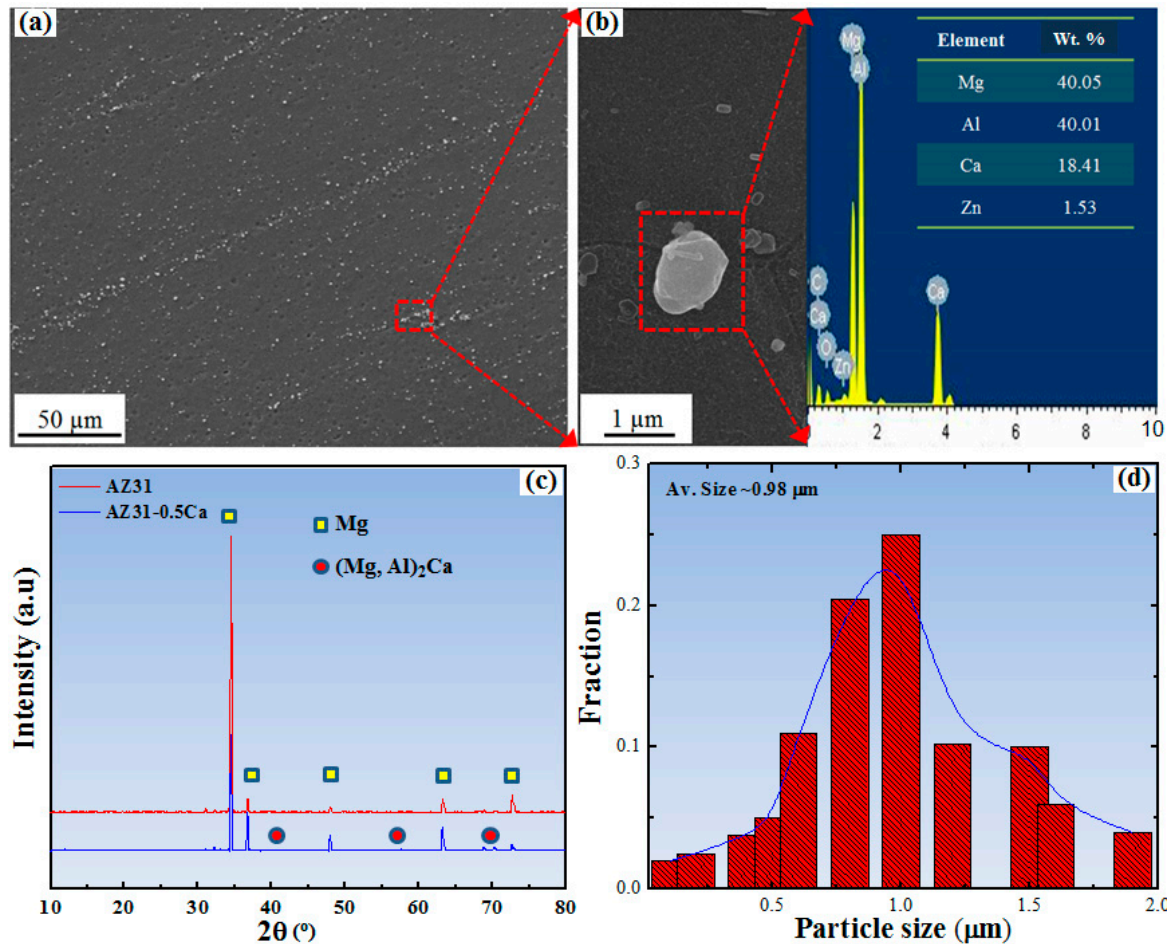 (a)
50 μm
(b)
1 μm
Element Wt. %
Mg 40.05
Al 40.01
Ca 18.41
Zn 1.53
Mg
Al
C
Ca
O
Zn
Ca
2 4 6 8 10
(c)
AZ31
AZ31-0.5Ca
Mg
(Mg, Al)₂Ca
Intensity (a.u)
10 20 30 40 50 60 70 80
2θ (º)
(d)
Av. Size ~0.98 μm
Fraction
0.3
0.2
0.1
0.0
0.5 1.0 1.5 2.0
Particle size (μm)